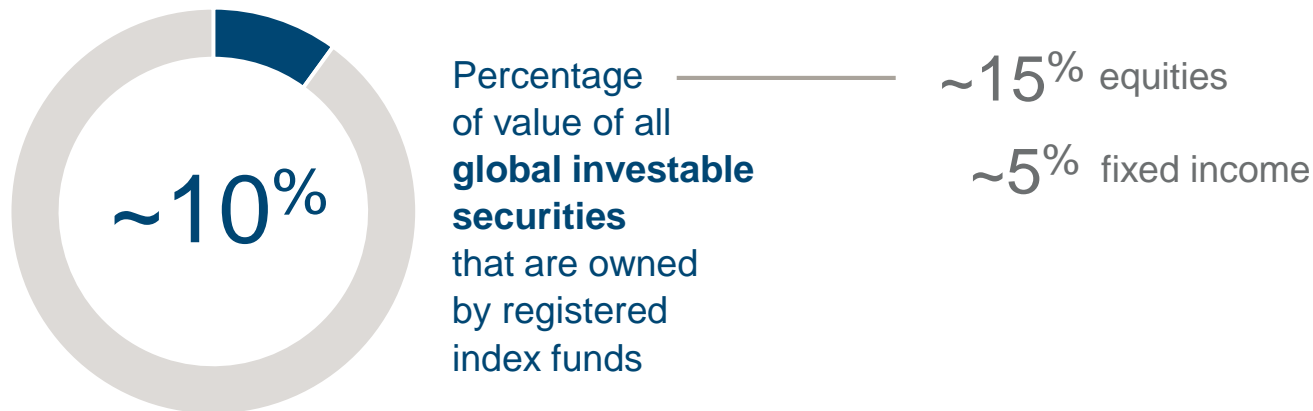 ~10%
Percentage
of value of all
global investable
securities
that are owned
by registered
index funds
~15% equities
~5% fixed income